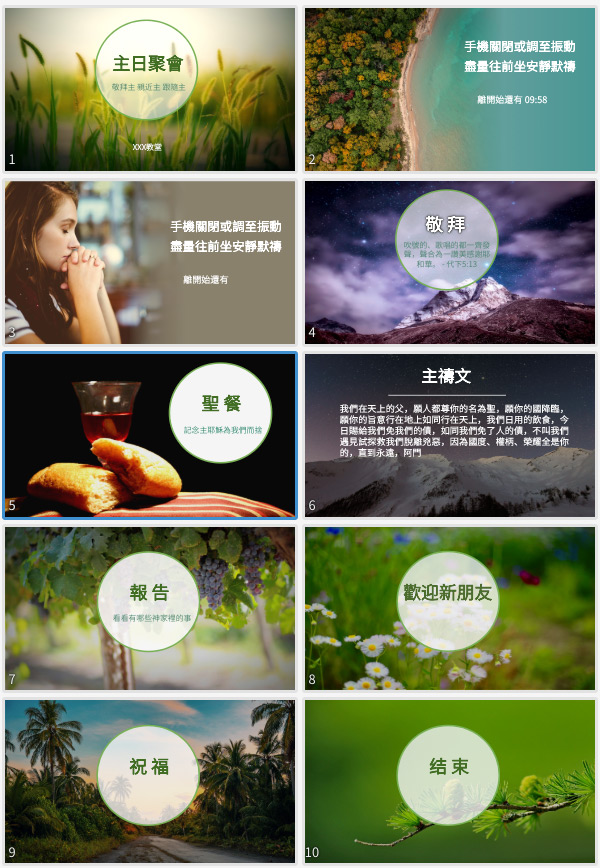 主日聚會
敬拜主 親近主 跟隨主
XXX教堂
1
手機關閉或調至振動
盡量往前坐安靜默禱
離開始還有 09:58
2
手機關閉或調至振動
盡量往前坐安靜默禱
離開始還有
3
敬 拜
吹號的、歌唱的都一齊發
聲，聲合為一讚美感謝耶
和華。 - 代下5:13
4
聖 餐
記念主耶穌為我們而捨
5
主禱文
我們在天上的父，願人都尊你的名為聖，願你的國降臨，
願你的旨意行在地上如同行在天上，我們日用的飲食，今
日賜給我們免我們的債，如同我們免了人的債，不叫我們
遇見試探救我們脫離兇惡，因為國度、權柄、榮耀全是你
的，直到永遠，阿門
6
報 告
看看有哪些神家裡的事
7
歡迎新朋友
8
祝 福
9
结 束
10